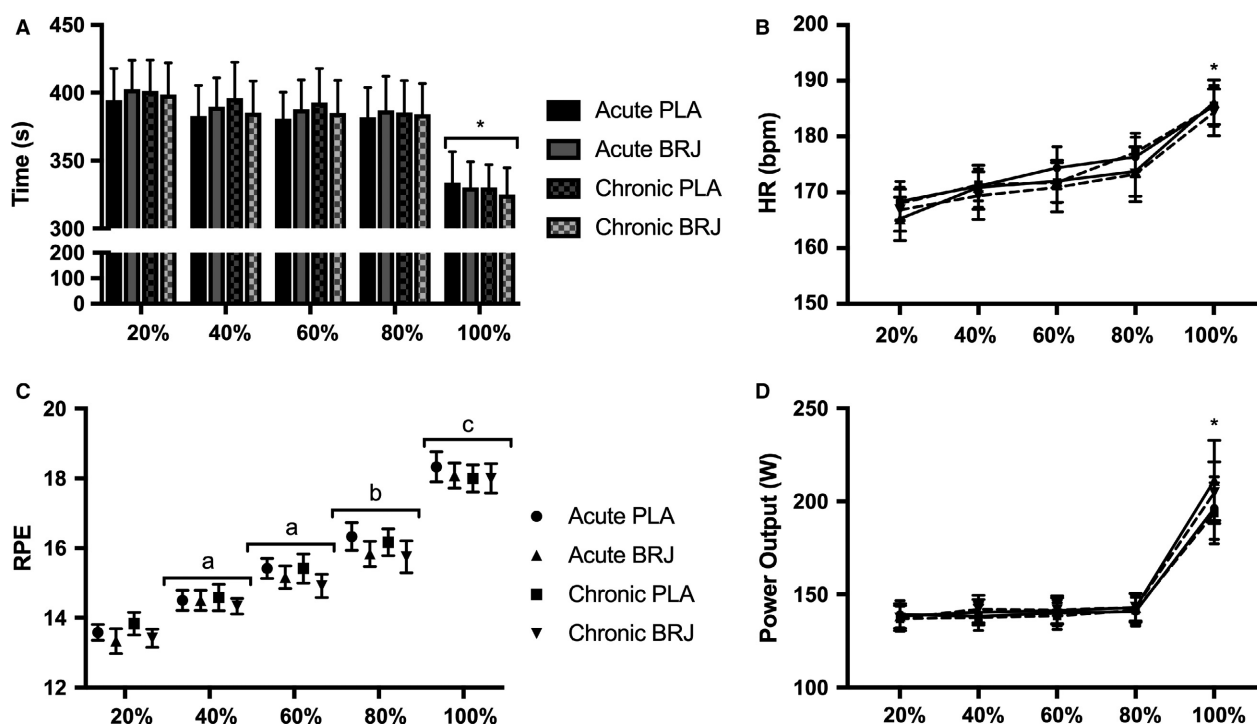 A
450
400
350
300
200
100
0
Time (s)
*
20%
40%
60%
80%
100%
Acute PLA
Acute BRJ
Chronic PLA
Chronic BRJ
B
200
190
180
170
160
150
HR (bpm)
*
20%
40%
60%
80%
100%
C
20
18
16
14
12
RPE
a
a
b
c
20%
40%
60%
80%
100%
Acute PLA
Acute BRJ
Chronic PLA
Chronic BRJ
D
250
200
150
100
Power Output (W)
*
20%
40%
60%
80%
100%